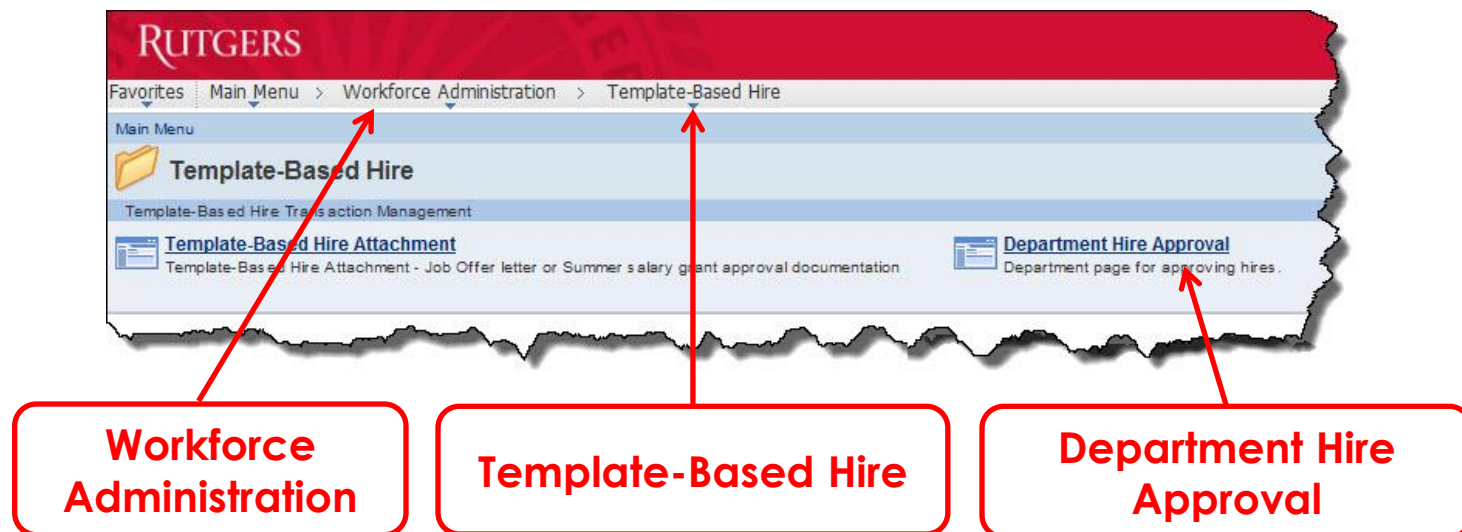 RUTGERS
Favorites Main Menu > Workforce Administration > Template-Based Hire
Main Menu
Template-Based Hire
Template-Based Hire Transaction Management
Template-Based Hire Attachment
Template-Based Hire Attachment - Job Offer letter or Summer salary grant approval documentation
Department Hire Approval
Department page for approving hires.
Workforce
Administration
Template-Based Hire
Department Hire
Approval